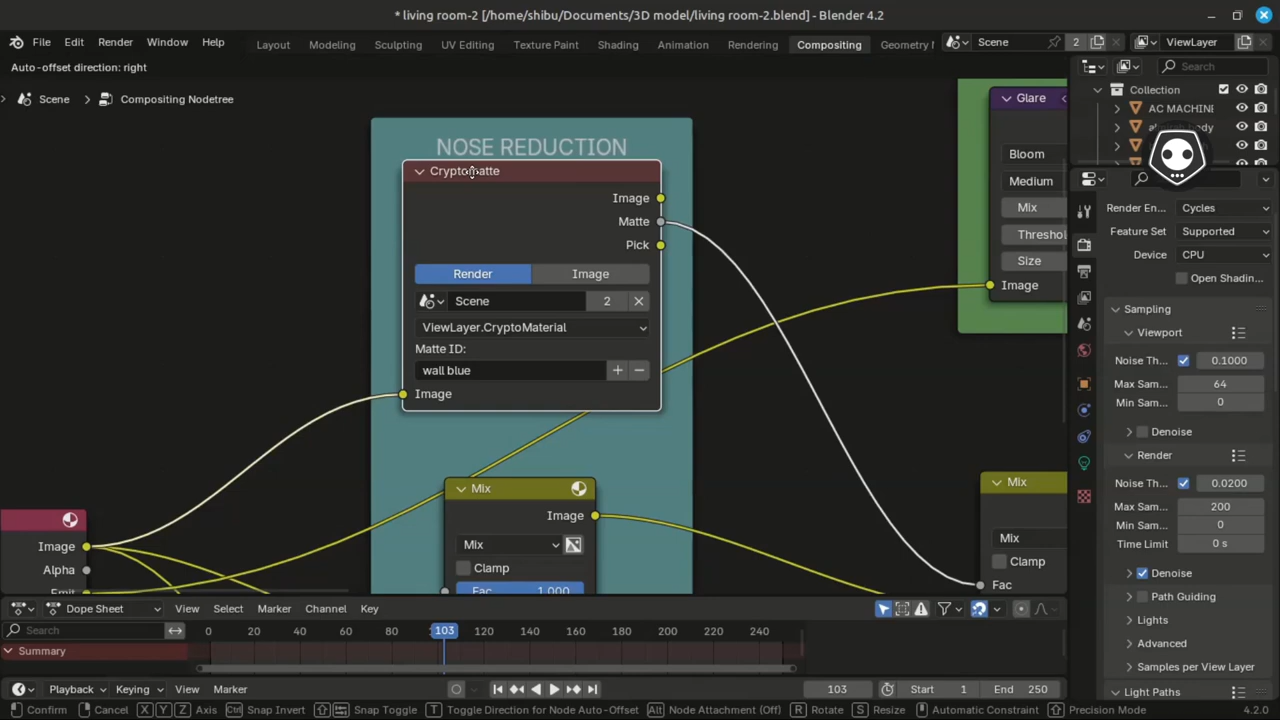 * living room-2 [/home/shibu/Documents/3D model/living room-2.blend] - Blender 4.2
File Edit Render Window Help
Layout Modeling Sculpting UV Editing Texture Paint Shading Animation Rendering Compositing Geometry N
Scene 2 ViewLayer
Auto-offset direction: right
Search
Scene > Compositing Nodetree
Collection
AC MACHINE
NOSE REDUCTION
Cryptomatte
Image
Matte
Pick
Render Image
Scene 2
ViewLayer.CryptoMaterial
Matte ID:
wall blue
Image
Mix
Image
Mix
Clamp
Fac 1.000
Image
Alpha
Emit
Glare
Bloom
Medium
Mix
Threshol
Size
Image
Mix
Mix
Clamp
Fac
Render En... Cycles
Feature Set Supported
Device CPU
Open Shadin...
Sampling
Viewport
Noise Th... 0.1000
Max Sam... 64
Min Sam... 0
Denoise
Render
Noise Th... 0.0200
Max Sam... 200
Min Sam... 0
Time Limit 0 s
Denoise
Path Guiding
Lights
Advanced
Samples per View Layer
Light Paths
Dope Sheet View Select Marker Channel Key
Search
0 20 40 60 80 103 120 140 160 180 200 220 240
Summary
Playback Keying View Marker 103 Start 1 End 250
Confirm Cancel X Y Z Axis Ctrl Snap Invert Snap Toggle T Toggle Direction for Node Auto-Offset Alt Node Attachment (Off) R Rotate S Resize Automatic Constraint Precision Mode 4.2.0